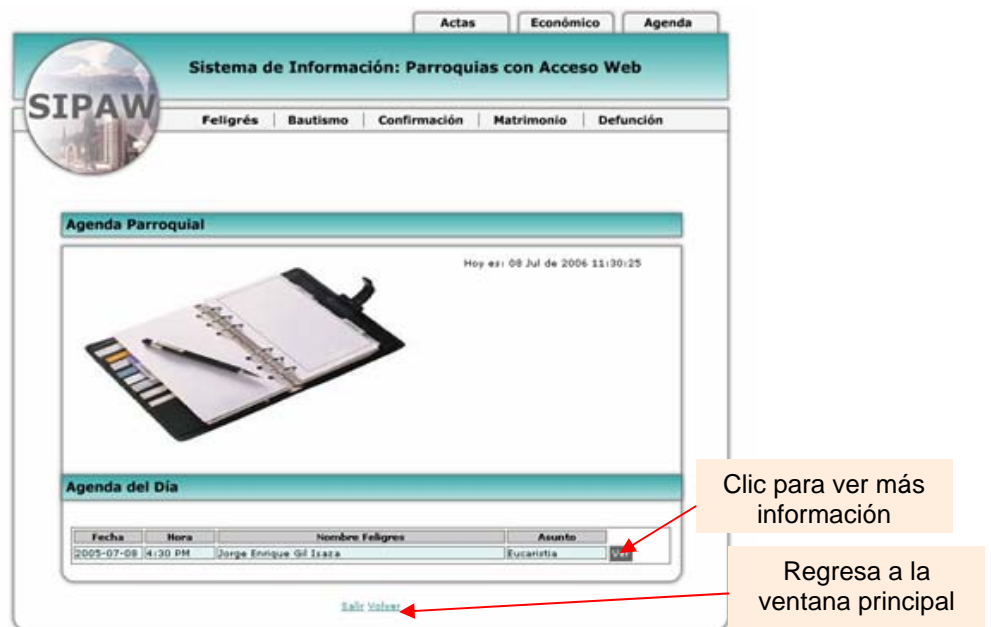 Actas Económico Agenda
Sistema de Información: Parroquias con Acceso Web
SIPAW
Feligrés Bautismo Confirmación Matrimonio Defunción
Agenda Parroquial
Hoy es: 08 Jul de 2006 11:30:25
Agenda del Día
Clic para ver más
información
Fecha Hora Nombre Feligres Asunto
2005-07-08 4:30 PM Jorge Enrique Gil Isaza Eucaristia Ver
Regresa a la
ventana principal
Salir Volver